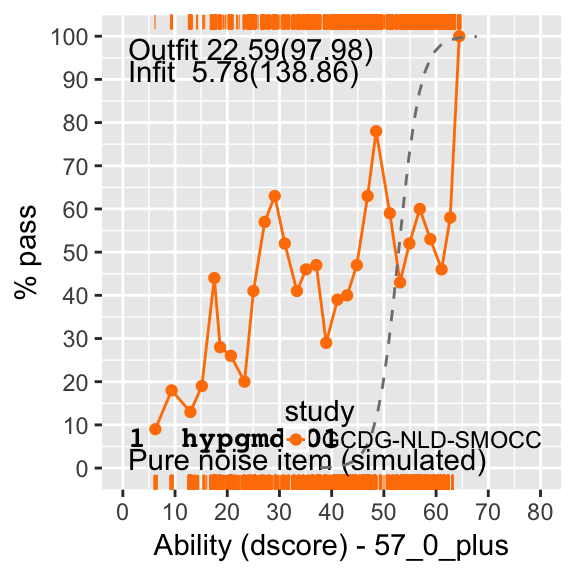 100
90
80
70
60
50
40
30
20
10
0
% pass
Outfit 22.59(97.98)
Infit 5.78(138.86)
study
1 hypgmd 01
GCDG-NLD-SMOCC
Pure noise item (simulated)
0 10 20 30 40 50 60 70 80
Ability (dscore) - 57_0_plus